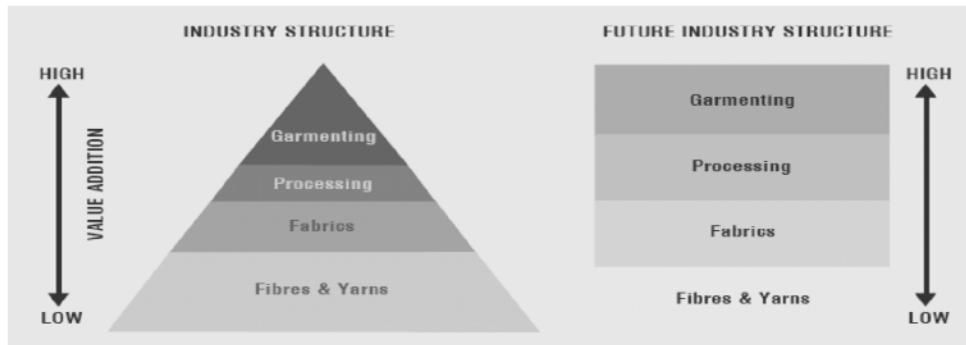 INDUSTRY STRUCTURE
HIGH
VALUE ADDITION
LOW
Garmenting
Processing
Fabrics
Fibres & Yarns
FUTURE INDUSTRY STRUCTURE
Garmenting
Processing
Fabrics
Fibres & Yarns
HIGH
LOW